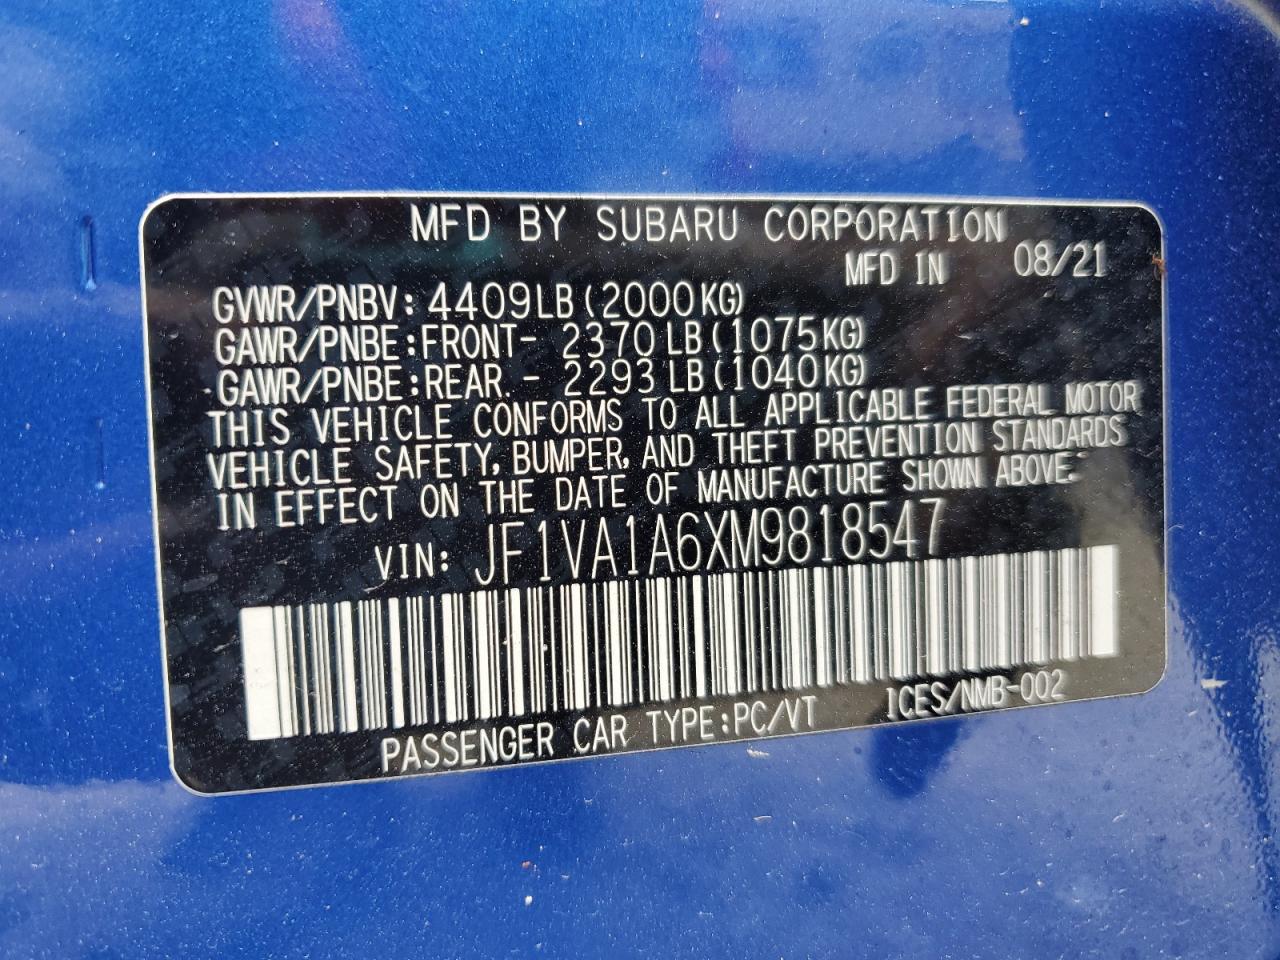 MFD BY SUBARU CORPORATION
MFD IN 08/21
GVWR/PNBV: 4409LB(2000KG)
GAWR/PNBE:FRONT- 2370LB(1075KG)
GAWR/PNBE:REAR. - 2293LB(1040KG)
THIS VEHICLE CONFORMS TO ALL APPLICABLE FEDERAL MOTOR
VEHICLE SAFETY, BUMPER, AND THEFT PREVENTION STANDARDS
IN EFFECT ON THE DATE OF MANUFACTURE SHOWN ABOVE.
VIN: JF1VA1A6XM9818547
PASSENGER CAR TYPE:PC/VT ICES/NMB-002